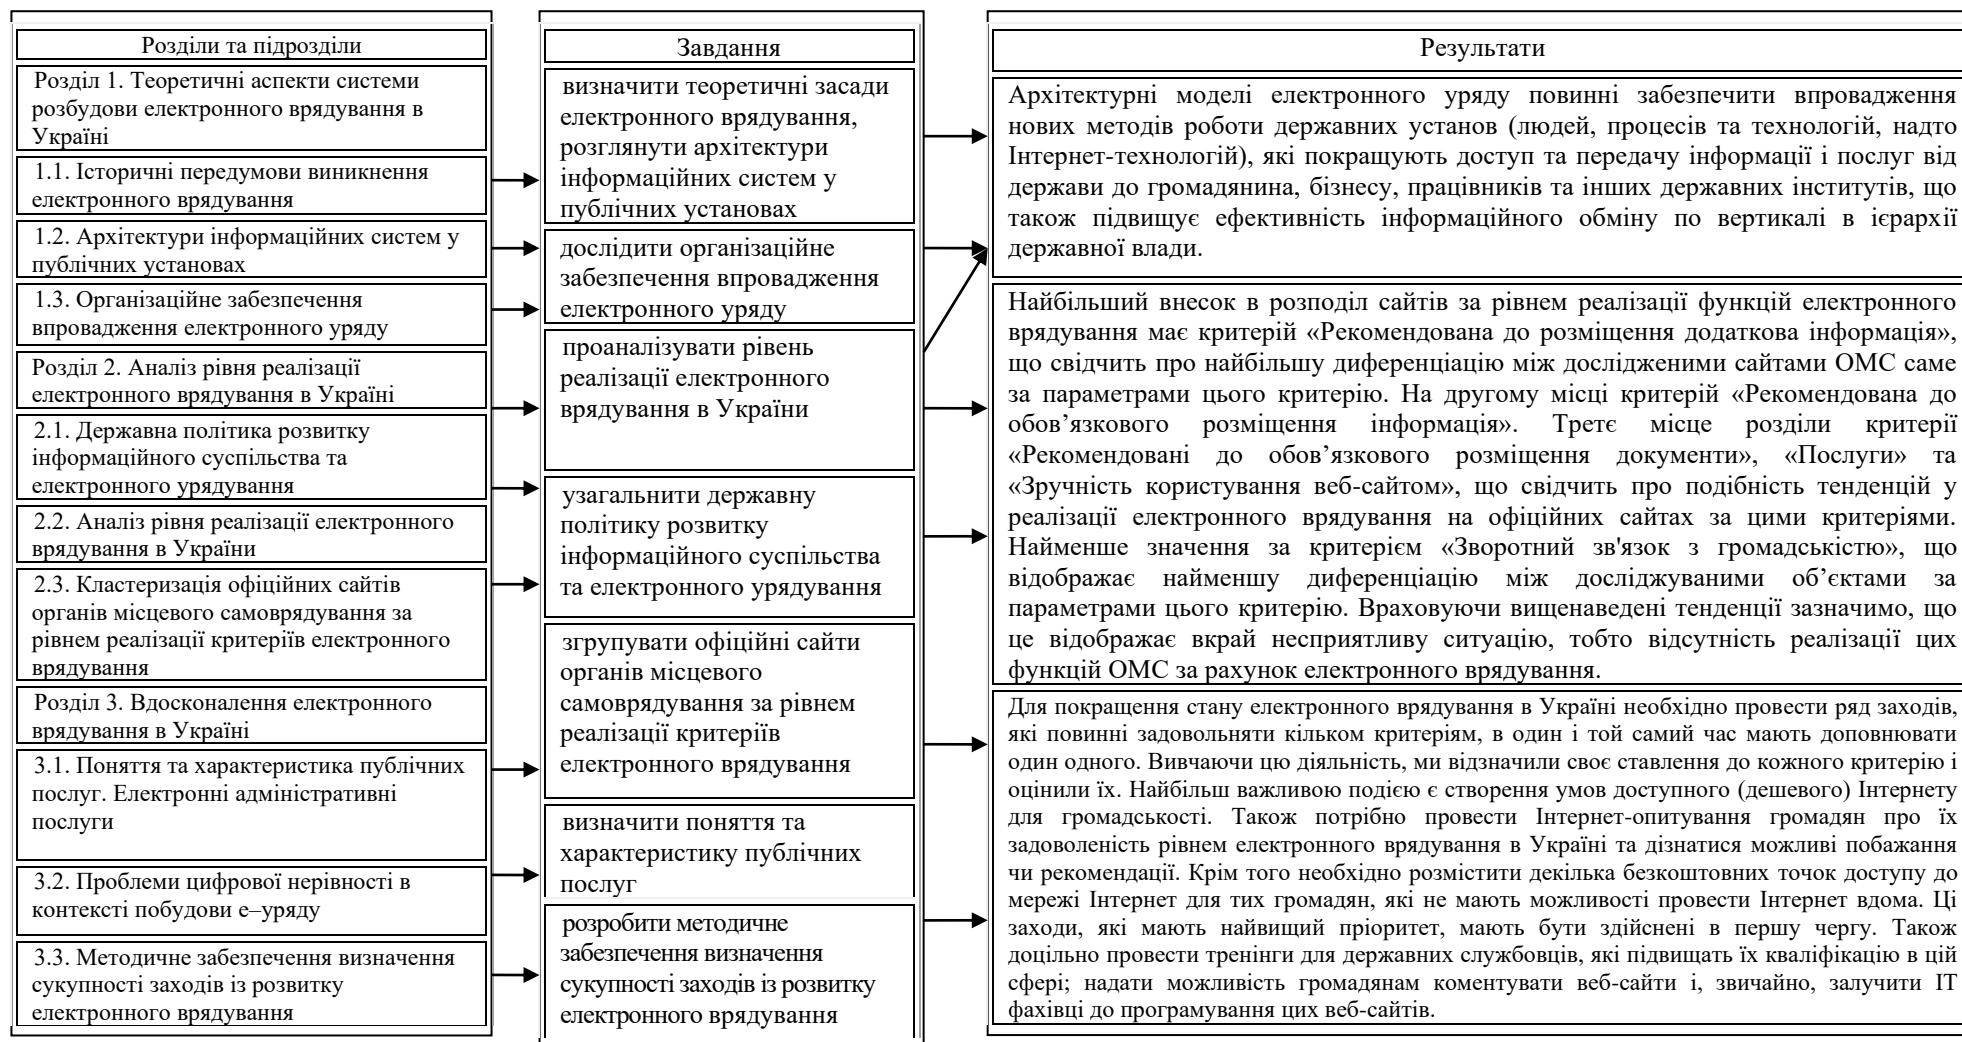 Розділи та підрозділи
Розділ 1. Теоретичні аспекти системи
розбудови електронного врядування в
Україні
1.1. Історичні передумови виникнення
електронного врядування
1.2. Архітектури інформаційних систем у
публічних установах
1.3. Організаційне забезпечення
впровадження електронного уряду
Розділ 2. Аналіз рівня реалізації
електронного врядування в Україні
2.1. Державна політика розвитку
інформаційного суспільства та
електронного урядування
2.2. Аналіз рівня реалізації електронного
врядування в України
2.3. Кластеризація офіційних сайтів
органів місцевого самоврядування за
рівнем реалізації критеріїв електронного
врядування
Розділ 3. Вдосконалення електронного
врядування в Україні
3.1. Поняття та характеристика публічних
послуг. Електронні адміністративні
послуги
3.2. Проблеми цифрової нерівності в
контексті побудови е–уряду
3.3. Методичне забезпечення визначення
сукупності заходів із розвитку
електронного врядування
Завдання
визначити теоретичні засади
електронного врядування,
розглянути архітектури
інформаційних систем у
публічних установах
дослідити організаційне
забезпечення впровадження
електронного уряду
проаналізувати рівень
реалізації електронного
врядування в України
узагальнити державну
політику розвитку
інформаційного суспільства
та електронного урядування
згрупувати офіційні сайти
органів місцевого
самоврядування за рівнем
реалізації критеріїв
електронного врядування
визначити поняття та
характеристику публічних
послуг
розробити методичне
забезпечення визначення
сукупності заходів із розвитку
електронного врядування
Результати
Архітектурні моделі електронного уряду повинні забезпечити впровадження
нових методів роботи державних установ (людей, процесів та технологій, надто
Інтернет-технологій), які покращують доступ та передачу інформації і послуг від
держави до громадянина, бізнесу, працівників та інших державних інститутів, що
також підвищує ефективність інформаційного обміну по вертикалі в ієрархії
державної влади.
Найбільший внесок в розподіл сайтів за рівнем реалізації функцій електронного
врядування має критерій «Рекомендована до розміщення додаткова інформація»,
що свідчить про найбільшу диференціацію між дослідженими сайтами ОМС саме
за параметрами цього критерію. На другому місці критерій «Рекомендована до
обов’язкового розміщення інформація». Третє місце розділи критерії
«Рекомендовані до обов’язкового розміщення документи», «Послуги» та
«Зручність користування веб-сайтом», що свідчить про подібність тенденцій у
реалізації електронного врядування на офіційних сайтах за цими критеріями.
Найменше значення за критерієм «Зворотний зв'язок з громадськістю», що
відображає найменшу диференціацію між досліджуваними об’єктами за
параметрами цього критерію. Враховуючи вищенаведені тенденції зазначимо, що
це відображає вкрай несприятливу ситуацію, тобто відсутність реалізації цих
функцій ОМС за рахунок електронного врядування.
Для покращення стану електронного врядування в Україні необхідно провести ряд заходів,
які повинні задовольняти кільком критеріям, в один і той самий час мають доповнювати
один одного. Вивчаючи цю діяльність, ми відзначили своє ставлення до кожного критерію і
оцінили їх. Найбільш важливою подією є створення умов доступного (дешевого) Інтернету
для громадськості. Також потрібно провести Інтернет-опитування громадян про їх
задоволеність рівнем електронного врядування в Україні та дізнатися можливі побажання
чи рекомендації. Крім того необхідно розмістити декілька безкоштовних точок доступу до
мережі Інтернет для тих громадян, які не мають можливості провести Інтернет вдома. Ці
заходи, які мають найвищий пріоритет, мають бути здійснені в першу чергу. Також
доцільно провести тренінги для державних службовців, які підвищать їх кваліфікацію в цій
сфері; надати можливість громадянам коментувати веб-сайти і, звичайно, залучити ІТ
фахівці до програмування цих веб-сайтів.